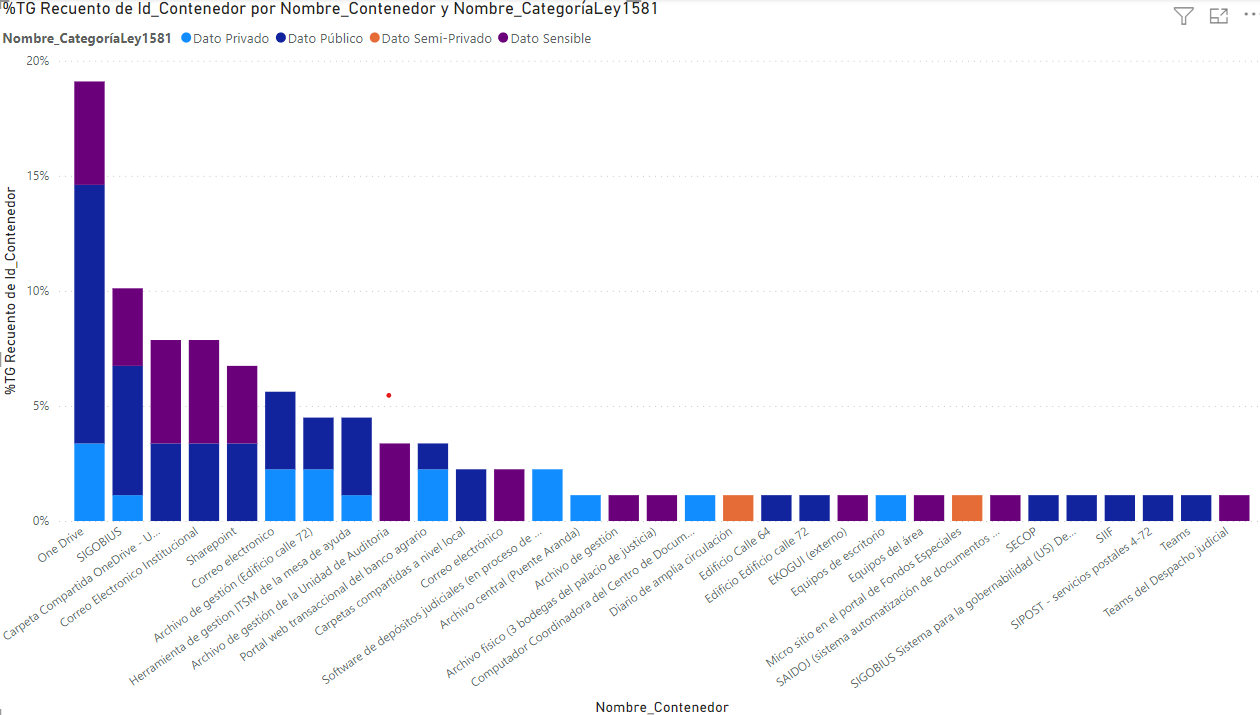 %TG Recuento de Id_Contenedor por Nombre_Contenedor y Nombre_CategoríaLey1581
Nombre_CategoríaLey1581 Dato Privado Dato Público Dato Semi-Privado Dato Sensible
%TG Recuento de Id_Contenedor
20%
15%
10%
5%
0%
One Drive
SIGOBIUS
Carpeta Compartida OneDrive - U...
Correo Electronico Institucional
Sharepoint
Correo electronico
Archivo de gestión (Edificio calle 72)
Herramienta de gestion ITSM de la mesa de ayuda
Archivo de gestión de la Unidad de Auditoria
Portal web transaccional del banco agrario
Carpetas compartidas a nivel local
Correo electrónico
Software de depósitos judiciales (en proceso de ...
Archivo central (Puente Aranda)
Archivo de gestión
Archivo físico (3 bodegas del palacio de justicia)
Computador Coordinadora del Centro de Docum...
Diario de amplia circulación
Edificio Calle 64
Edificio Edificio calle 72
EKOGUI (externo)
Equipos de escritorio
Equipos del área
Micro sitio en el portal de Fondos Especiales
SAIDOJ (sistema automatización de documentos ...
SECOP
SIGOBIUS Sistema para la gobernabilidad (US) De...
SIIF
SIPOST - servicios postales 4-72
Teams
Teams del Despacho judicial
Nombre_Contenedor